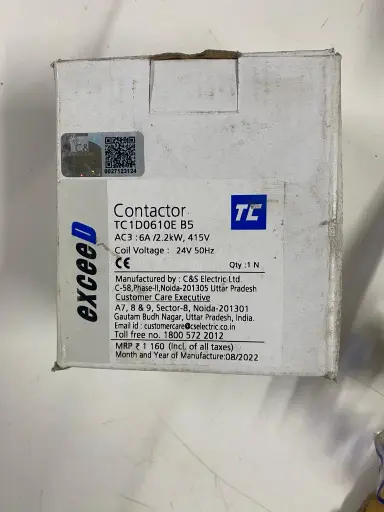 0027123124
exceeD
Contactor
TC1D0610E B5
AC3 : 6A /2.2kW, 415V
Coil Voltage : 24V 50Hz
TC
CE
Qty :1 N
Manufactured by : C&S Electric Ltd.
C-58,Phase-II,Noida-201305 Uttar Pradesh
Customer Care Executive
A7, 8 & 9, Sector-8, Noida-201301
Gautam Budh Nagar, Uttar Pradesh, India.
Email id : customercare@cselectric.co.in
Toll free no. 1800 572 2012
MRP ₹ 1 160 (Incl. of all taxes)
Month and Year of Manufacture:08/2022